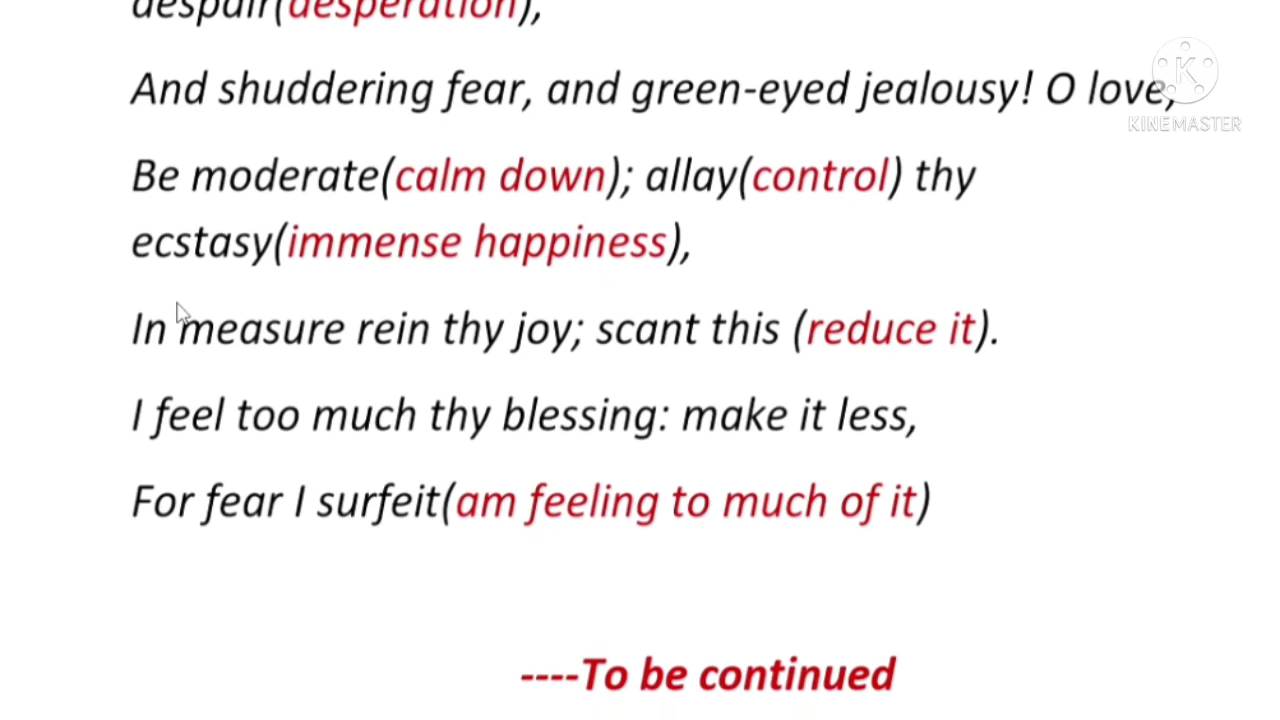 despair(desperation),
And shuddering fear, and green-eyed jealousy! O love,
KINEMASTER
Be moderate(calm down); allay(control) thy
ecstasy(immense happiness),
In measure rein thy joy; scant this (reduce it).
I feel too much thy blessing: make it less,
For fear I surfeit(am feeling to much of it)
----To be continued